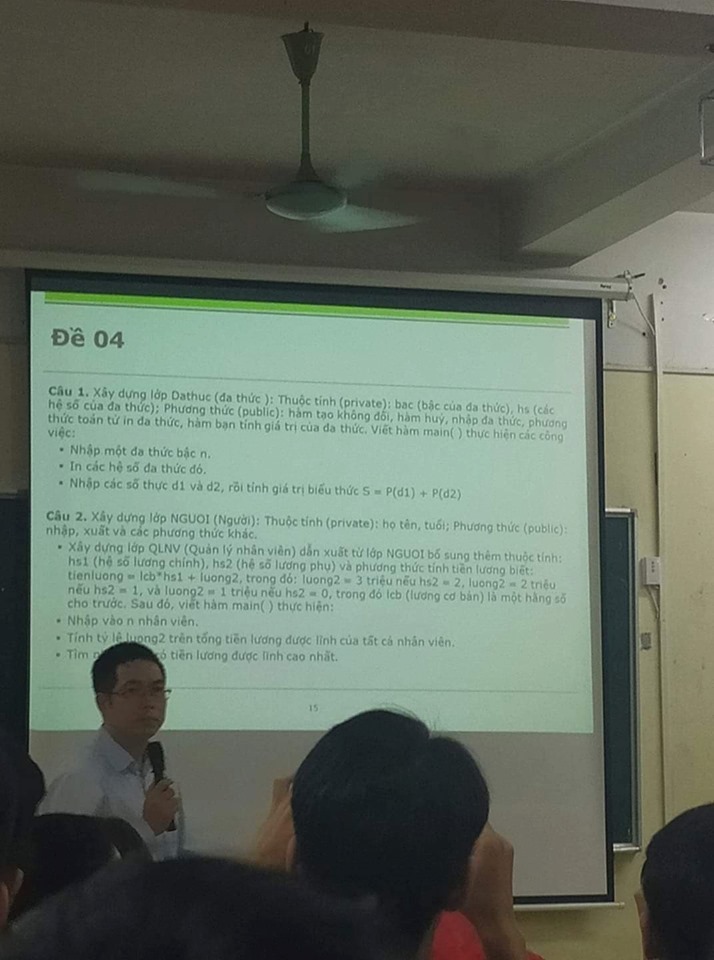 Đề 04
Câu 1. Xây dựng lớp Dathuc (đa thức ): Thuộc tính (private): bac (bậc của đa thức), hs (các
hệ số của đa thức); Phương thức (public): hàm tạo không đối, hàm huỷ, nhập đa thức, phương
thức toán tử in đa thức, hàm bạn tính giá trị của đa thức. Viết hàm main( ) thực hiện các công
việc:
• Nhập một đa thức bậc n.
• In các hệ số đa thức đó.
• Nhập các số thực d1 và d2, rồi tính giá trị biểu thức S = P(d1) + P(d2)
Câu 2. Xây dựng lớp NGUOI (Người): Thuộc tính (private): họ tên, tuổi; Phương thức (public):
nhập, xuất và các phương thức khác.
• Xây dựng lớp QLNV (Quản lý nhân viên) dẫn xuất từ lớp NGUOI bổ sung thêm thuộc tính:
hs1 (hệ số lương chính), hs2 (hệ số lương phụ) và phương thức tính tiền lương biết:
tienluong = lcb*hs1 + luong2, trong đó: luong2 = 3 triệu nếu hs2 = 2, luong2 = 2 triệu
nếu hs2 = 1, và luong2 = 1 triệu nếu hs2 = 0, trong đó lcb (lương cơ bản) là một hằng số
cho trước. Sau đó, viết hàm main( ) thực hiện:
• Nhập vào n nhân viên.
• Tính tỷ lệ luong2 trên tổng tiền lương được lĩnh của tất cả nhân viên.
• Tìm có tiền lương được lĩnh cao nhất.
15